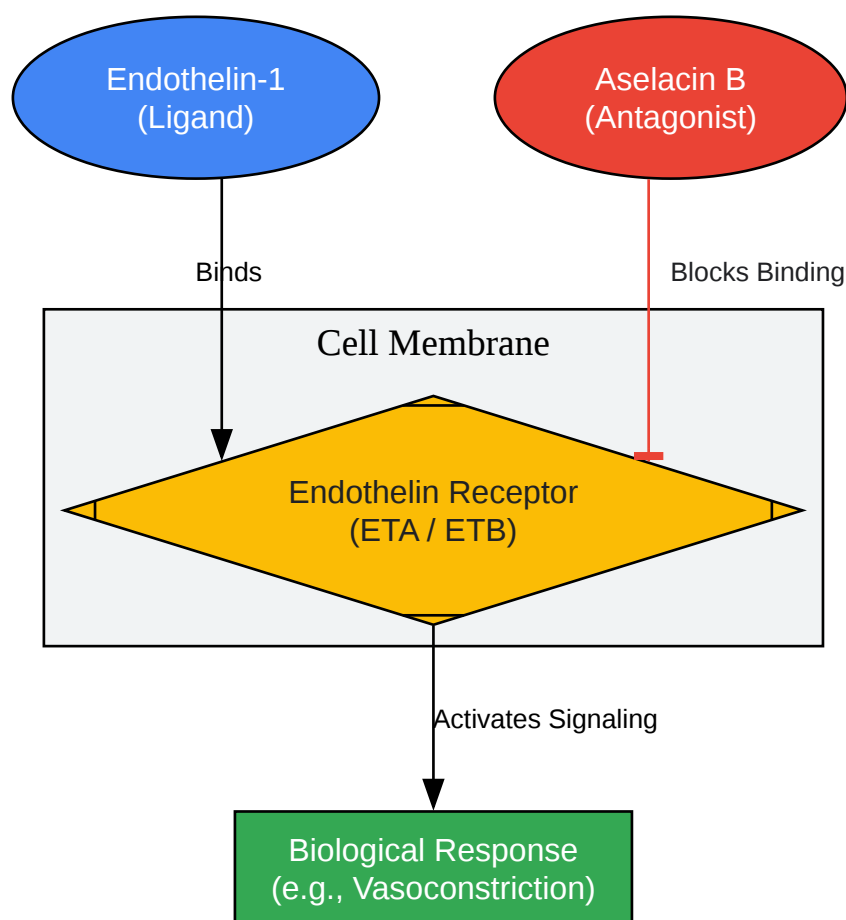 Endothelin-1
(Ligand)
Aselacin B
(Antagonist)
Binds
Blocks Binding
Cell Membrane
Endothelin Receptor
(ETA / ETB)
Activates Signaling
Biological Response
(e.g., Vasoconstriction)